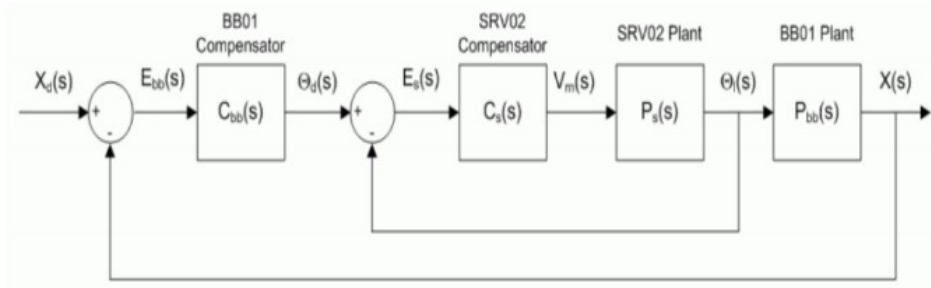 BB01
Compensator
SRV02
Compensator
SRV02 Plant
BB01 Plant
X_d(s)
+
-
E_bb(s)
C_bb(s)
Θ_d(s)
+
-
E_s(s)
C_s(s)
V_m(s)
P_s(s)
Θ_l(s)
P_bb(s)
X(s)